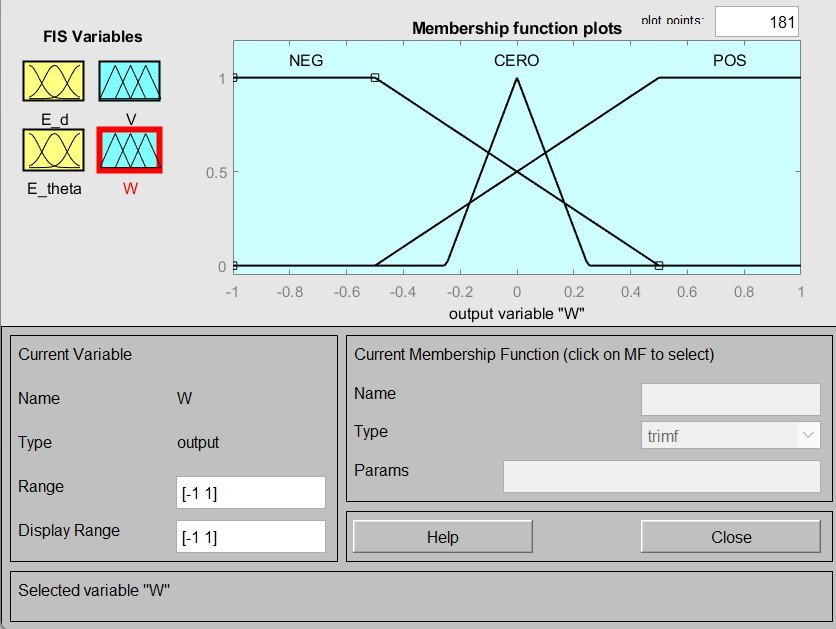 FIS Variables
Membership function plots
plot points:
181
E_d
V
E_theta
W
NEG
CERO
POS
1
0.5
0
-1 -0.8 -0.6 -0.4 -0.2 0 0.2 0.4 0.6 0.8 1
output variable "W"
Current Variable
Name W
Type output
Range [-1 1]
Display Range [-1 1]
Current Membership Function (click on MF to select)
Name
Type trimf
Params
Help
Close
Selected variable "W"